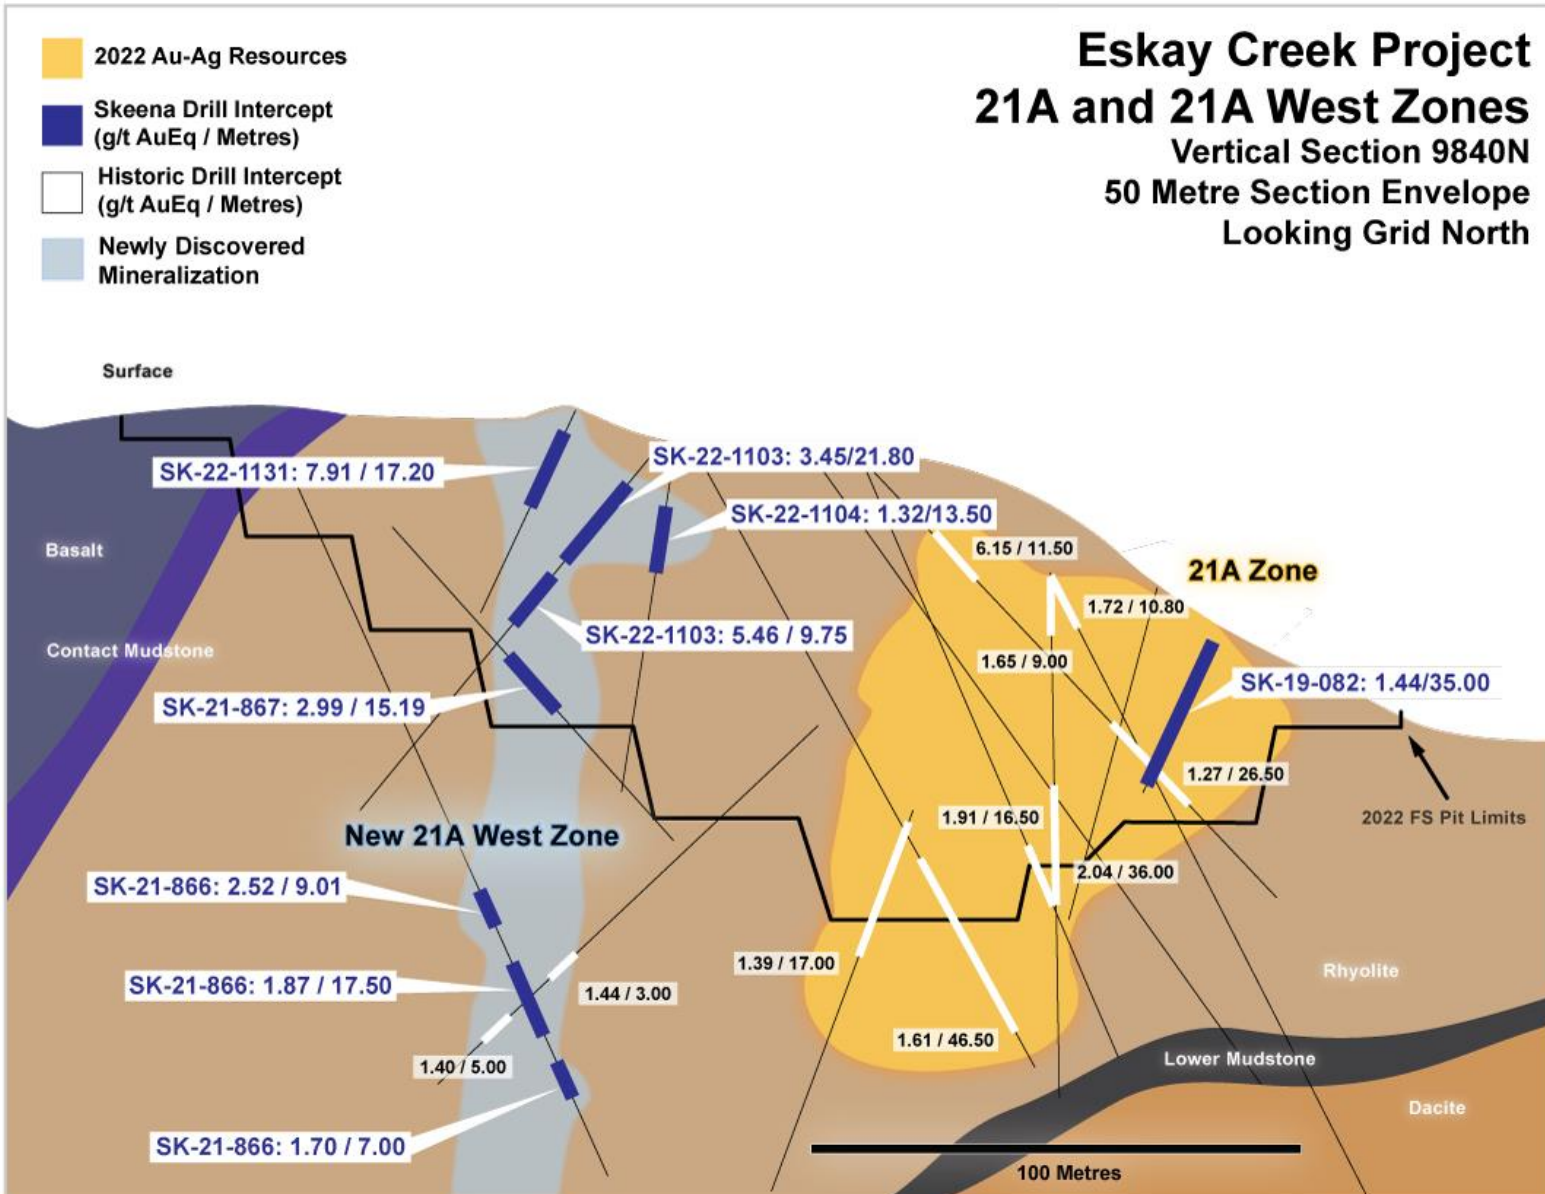 2022 Au-Ag Resources
Skeena Drill Intercept
(g/t AuEq / Metres)
Historic Drill Intercept
(g/t AuEq / Metres)
Newly Discovered
Mineralization
Eskay Creek Project
21A and 21A West Zones
Vertical Section 9840N
50 Metre Section Envelope
Looking Grid North
Surface
SK-22-1131: 7.91 / 17.20
SK-22-1103: 3.45/21.80
SK-22-1104: 1.32/13.50
Basalt
6.15 / 11.50
21A Zone
1.72 / 10.80
SK-22-1103: 5.46 / 9.75
Contact Mudstone
1.65 / 9.00
SK-19-082: 1.44/35.00
SK-21-867: 2.99 / 15.19
1.27 / 26.50
1.91 / 16.50
2022 FS Pit Limits
New 21A West Zone
2.04 / 36.00
SK-21-866: 2.52 / 9.01
1.39 / 17.00
Rhyolite
SK-21-866: 1.87 / 17.50
1.44 / 3.00
1.61 / 46.50
1.40 / 5.00
Lower Mudstone
Dacite
SK-21-866: 1.70 / 7.00
100 Metres